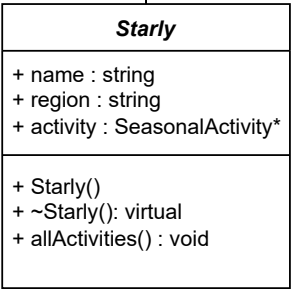 Starly
+ name : string
+ region : string
+ activity : SeasonalActivity*
+ Starly()
+ ~Starly(): virtual
+ allActivities() : void